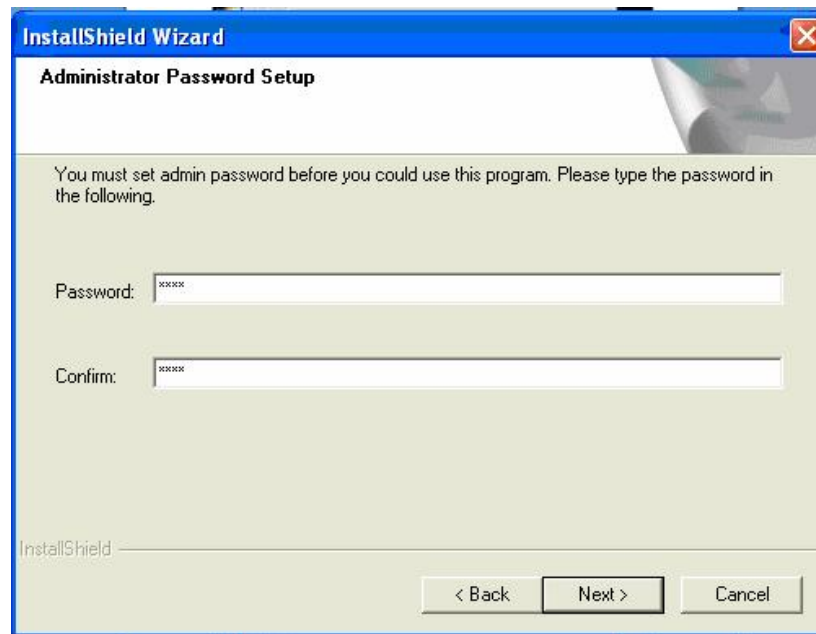 InstallShield Wizard
Administrator Password Setup
You must set admin password before you could use this program. Please type the password in
the following.
Password: ****
Confirm: ****
InstallShield
< Back Next > Cancel